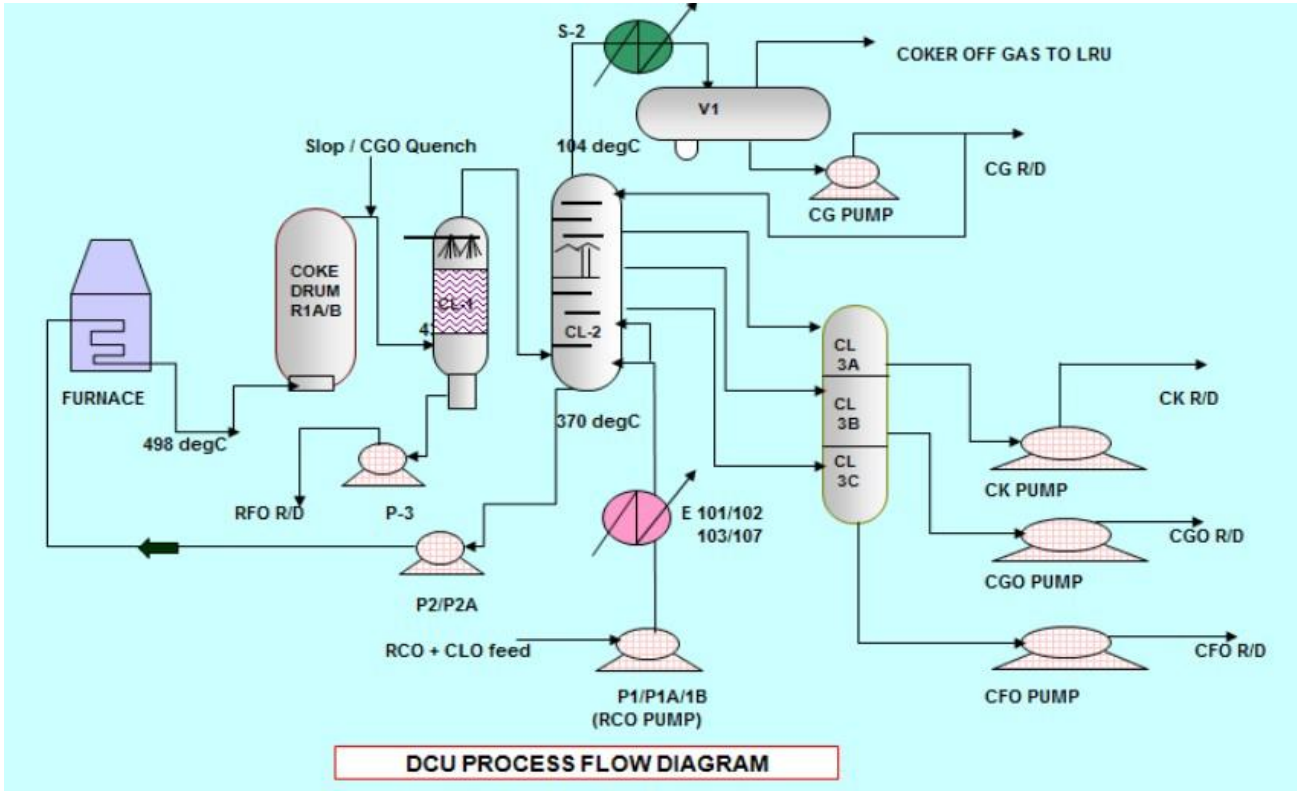 S-2
COKER OFF GAS TO LRU
V1
Slop / CGO Quench
104 degC
CG R/D
CG PUMP
COKE
DRUM
R1A/B
CL-1
CL-2
CL
3A
CL
3B
CL
3C
FURNACE
498 degC
370 degC
CK R/D
CK PUMP
RFO R/D
P-3
E 101/102
103/107
CGO R/D
CGO PUMP
P2/P2A
RCO + CLO feed
CFO R/D
P1/P1A/1B
(RCO PUMP)
CFO PUMP
DCU PROCESS FLOW DIAGRAM